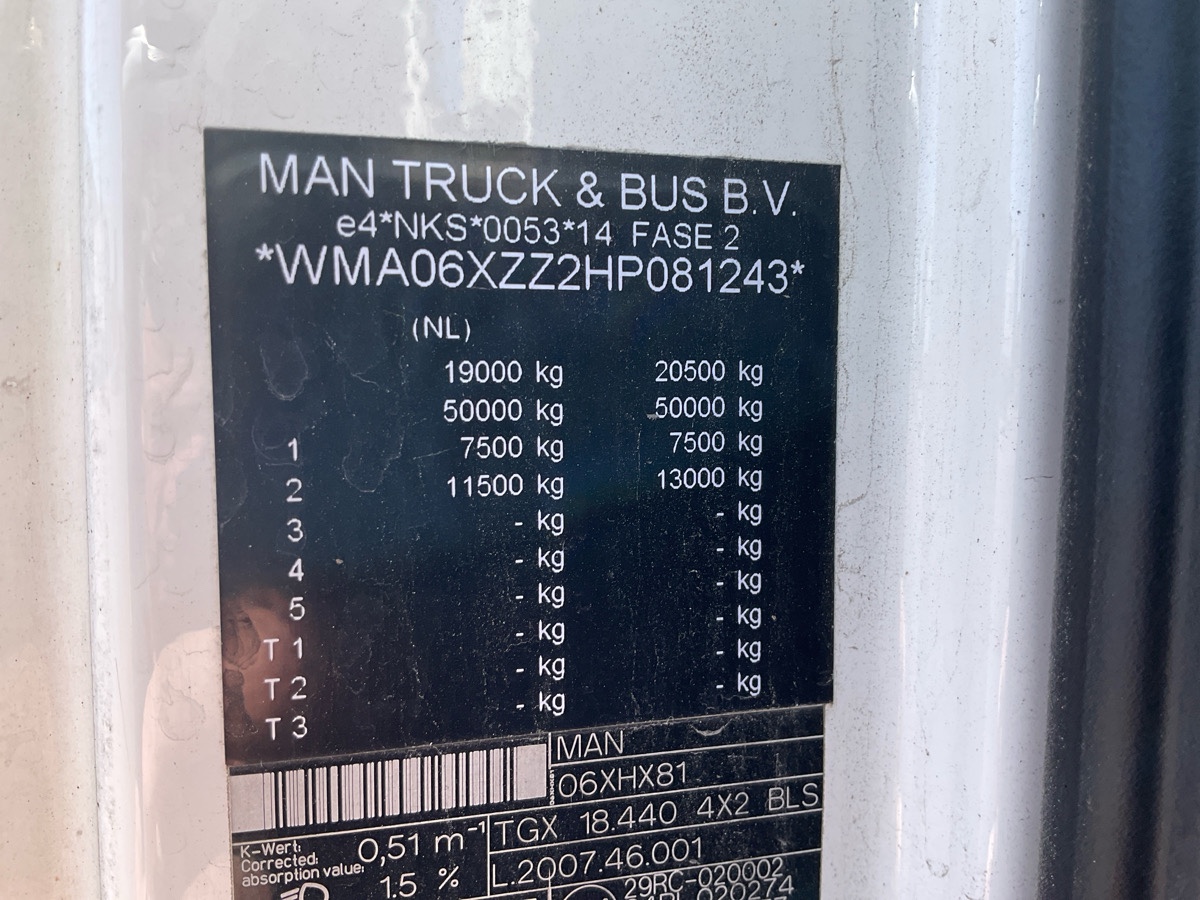 MAN TRUCK & BUS B.V.
e4*NKS*0053*14 FASE 2
*WMA06XZZ2HP081243*
(NL)
19000 kg 20500 kg
50000 kg 50000 kg
1 7500 kg 7500 kg
2 11500 kg 13000 kg
3 - kg - kg
4 - kg - kg
5 - kg - kg
T 1 - kg - kg
T 2 - kg - kg
T 3 - kg - kg
MAN
06XHX81
K-Wert:
Corrected:
absorption value:
0,51 m⁻¹
TGX 18.440 4X2 BLS
1.5 %
L.2007.46.001
29RC-020002
020274